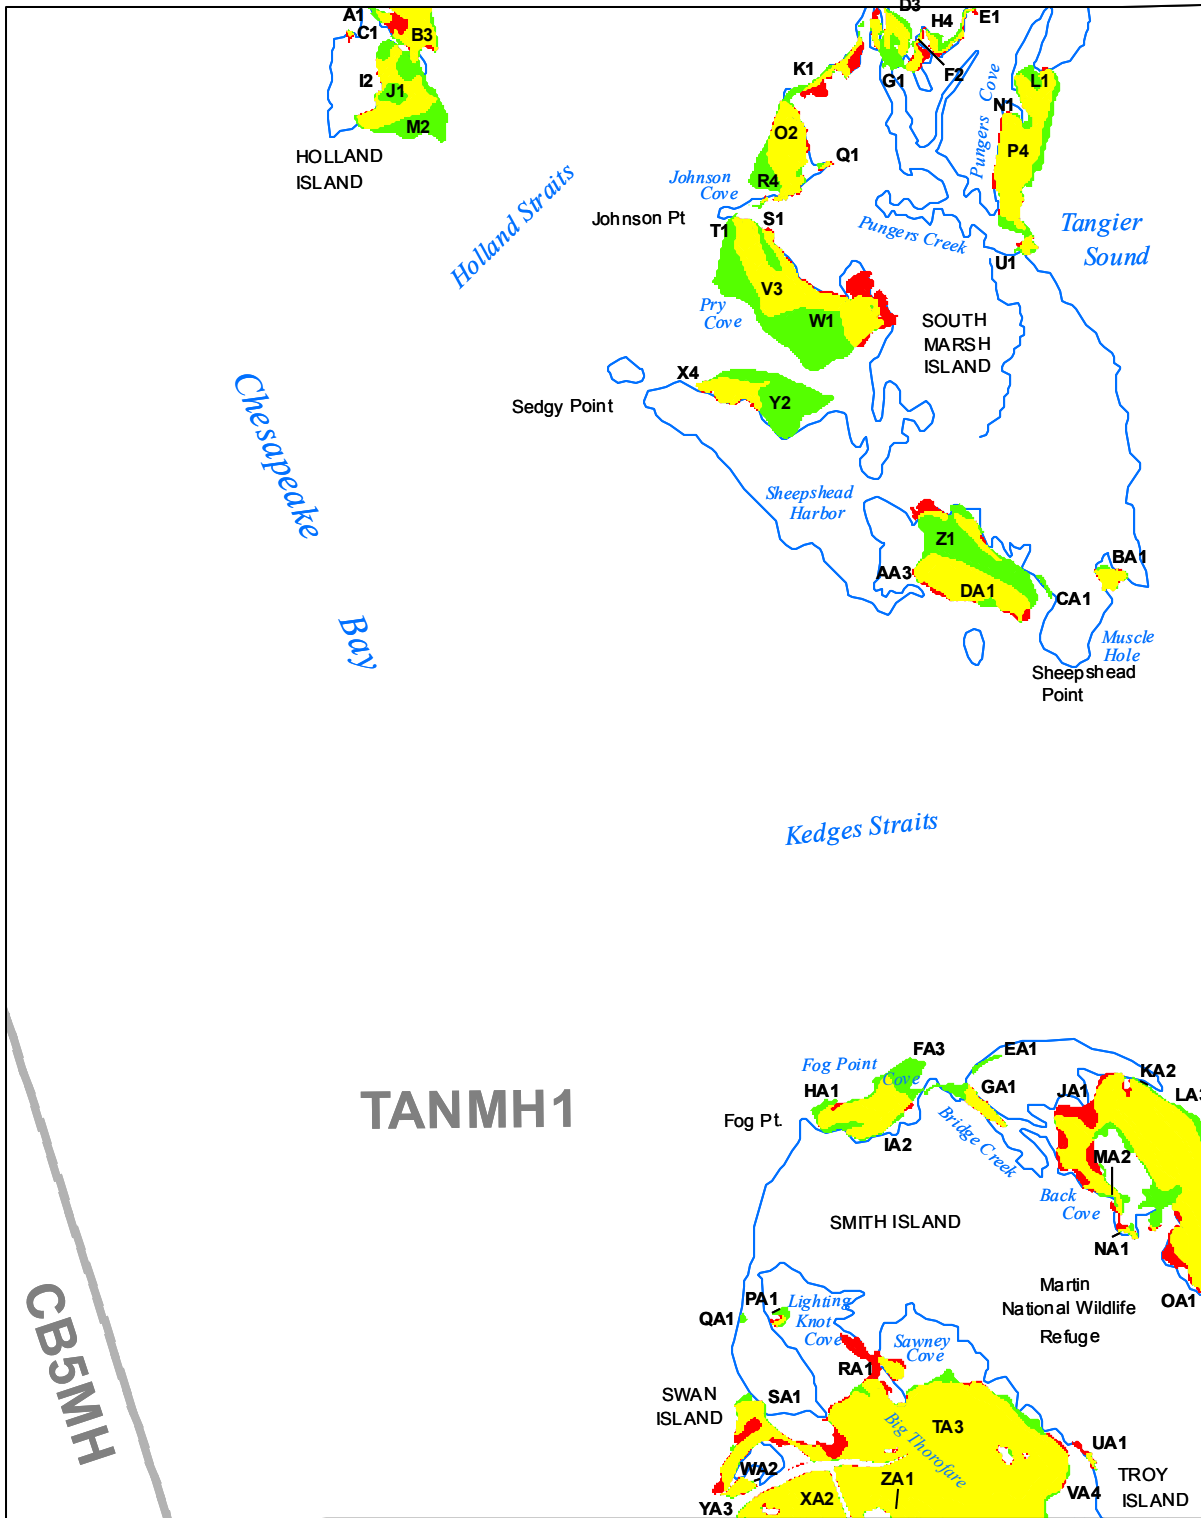 D3
A1
H4
E1
C1
B3
K1
G1
F2
I2
J1
L1
N1
M2
O2
P4
Pungers Cove
HOLLAND
ISLAND
Q1
R4
Johnson
Cove
Holland Straits
Johnson Pt
S1
T1
Pungers Creek
Tangier
Sound
U1
V3
Pry
Cove
W1
SOUTH
MARSH
ISLAND
X4
Sedgy Point
Y2
Chesapeake
Bay
Sheepshead
Harbor
Z1
BA1
AA3
DA1
CA1
Muscle
Hole
Sheepshead
Point
Kedges Straits
TANMH1
CB5MH
Fog Point
Cove
FA3
EA1
HA1
GA1
JA1
KA2
LA3
Fog Pt.
IA2
Bridge Creek
MA2
Back
Cove
SMITH ISLAND
NA1
Martin
National Wildlife
Refuge
OA1
PA1
QA1
Lighting
Knot
Cove
Sawney
Cove
RA1
SWAN
ISLAND
SA1
TA3
Big Thorofare
UA1
WA2
ZA1
VA4
TROY
ISLAND
YA3
XA2